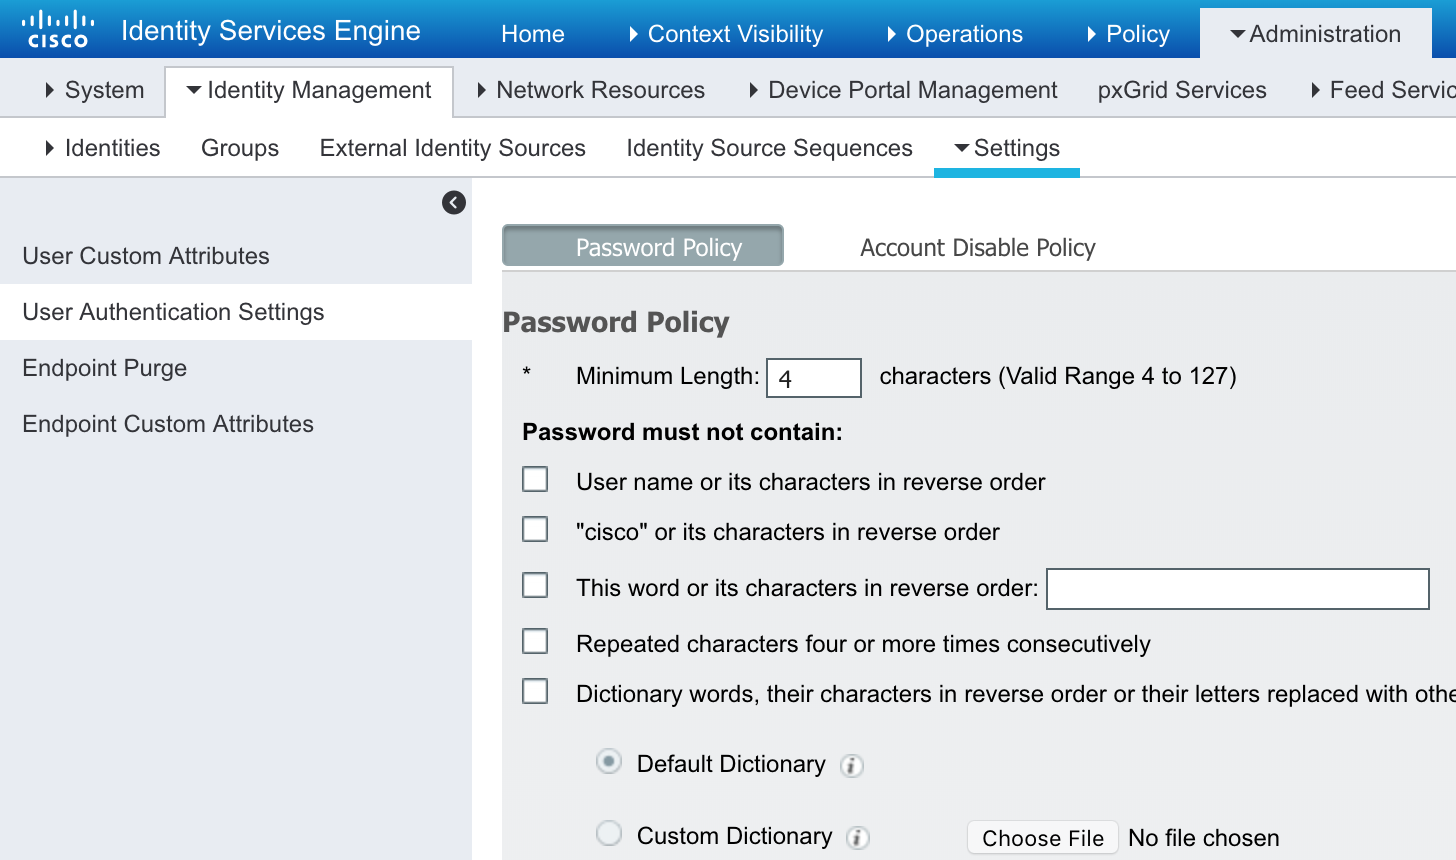 cisco Identity Services Engine Home Context Visibility Operations Policy Administration
System Identity Management Network Resources Device Portal Management pxGrid Services Feed
Identities Groups External Identity Sources Identity Source Sequences Settings
User Custom Attributes
User Authentication Settings
Endpoint Purge
Endpoint Custom Attributes
Password Policy Account Disable Policy
Password Policy
* Minimum Length: 4 characters (Valid Range 4 to 127)
Password must not contain:
User name or its characters in reverse order
"cisco" or its characters in reverse order
This word or its characters in reverse order:
Repeated characters four or more times consecutively
Dictionary words, their characters in reverse order or their letters replaced with
Default Dictionary i
Custom Dictionary i Choose File No file chosen